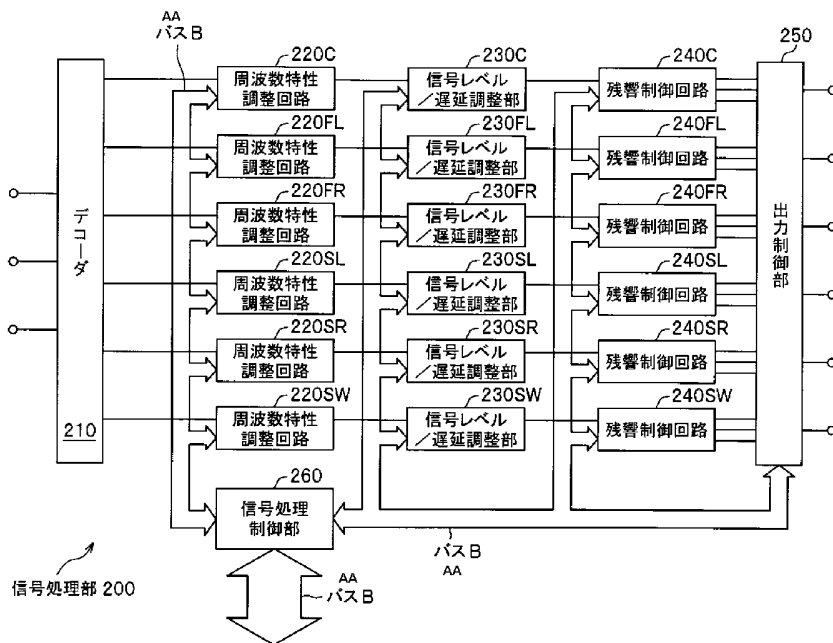 AA
バスB
220C
230C
240C
250
周波数特性
調整回路
信号レベル
／遅延調整部
残響制御回路
220FL
230FL
240FL
周波数特性
調整回路
信号レベル
／遅延調整部
残響制御回路
220FR
230FR
240FR
デコーダ
周波数特性
調整回路
信号レベル
／遅延調整部
残響制御回路
出力制御部
220SL
230SL
240SL
周波数特性
調整回路
信号レベル
／遅延調整部
残響制御回路
220SR
230SR
240SR
周波数特性
調整回路
信号レベル
／遅延調整部
残響制御回路
220SW
230SW
240SW
210
周波数特性
調整回路
信号レベル
／遅延調整部
残響制御回路
260
信号処理
制御部
バスB
AA
信号処理部 200
AA
バスB